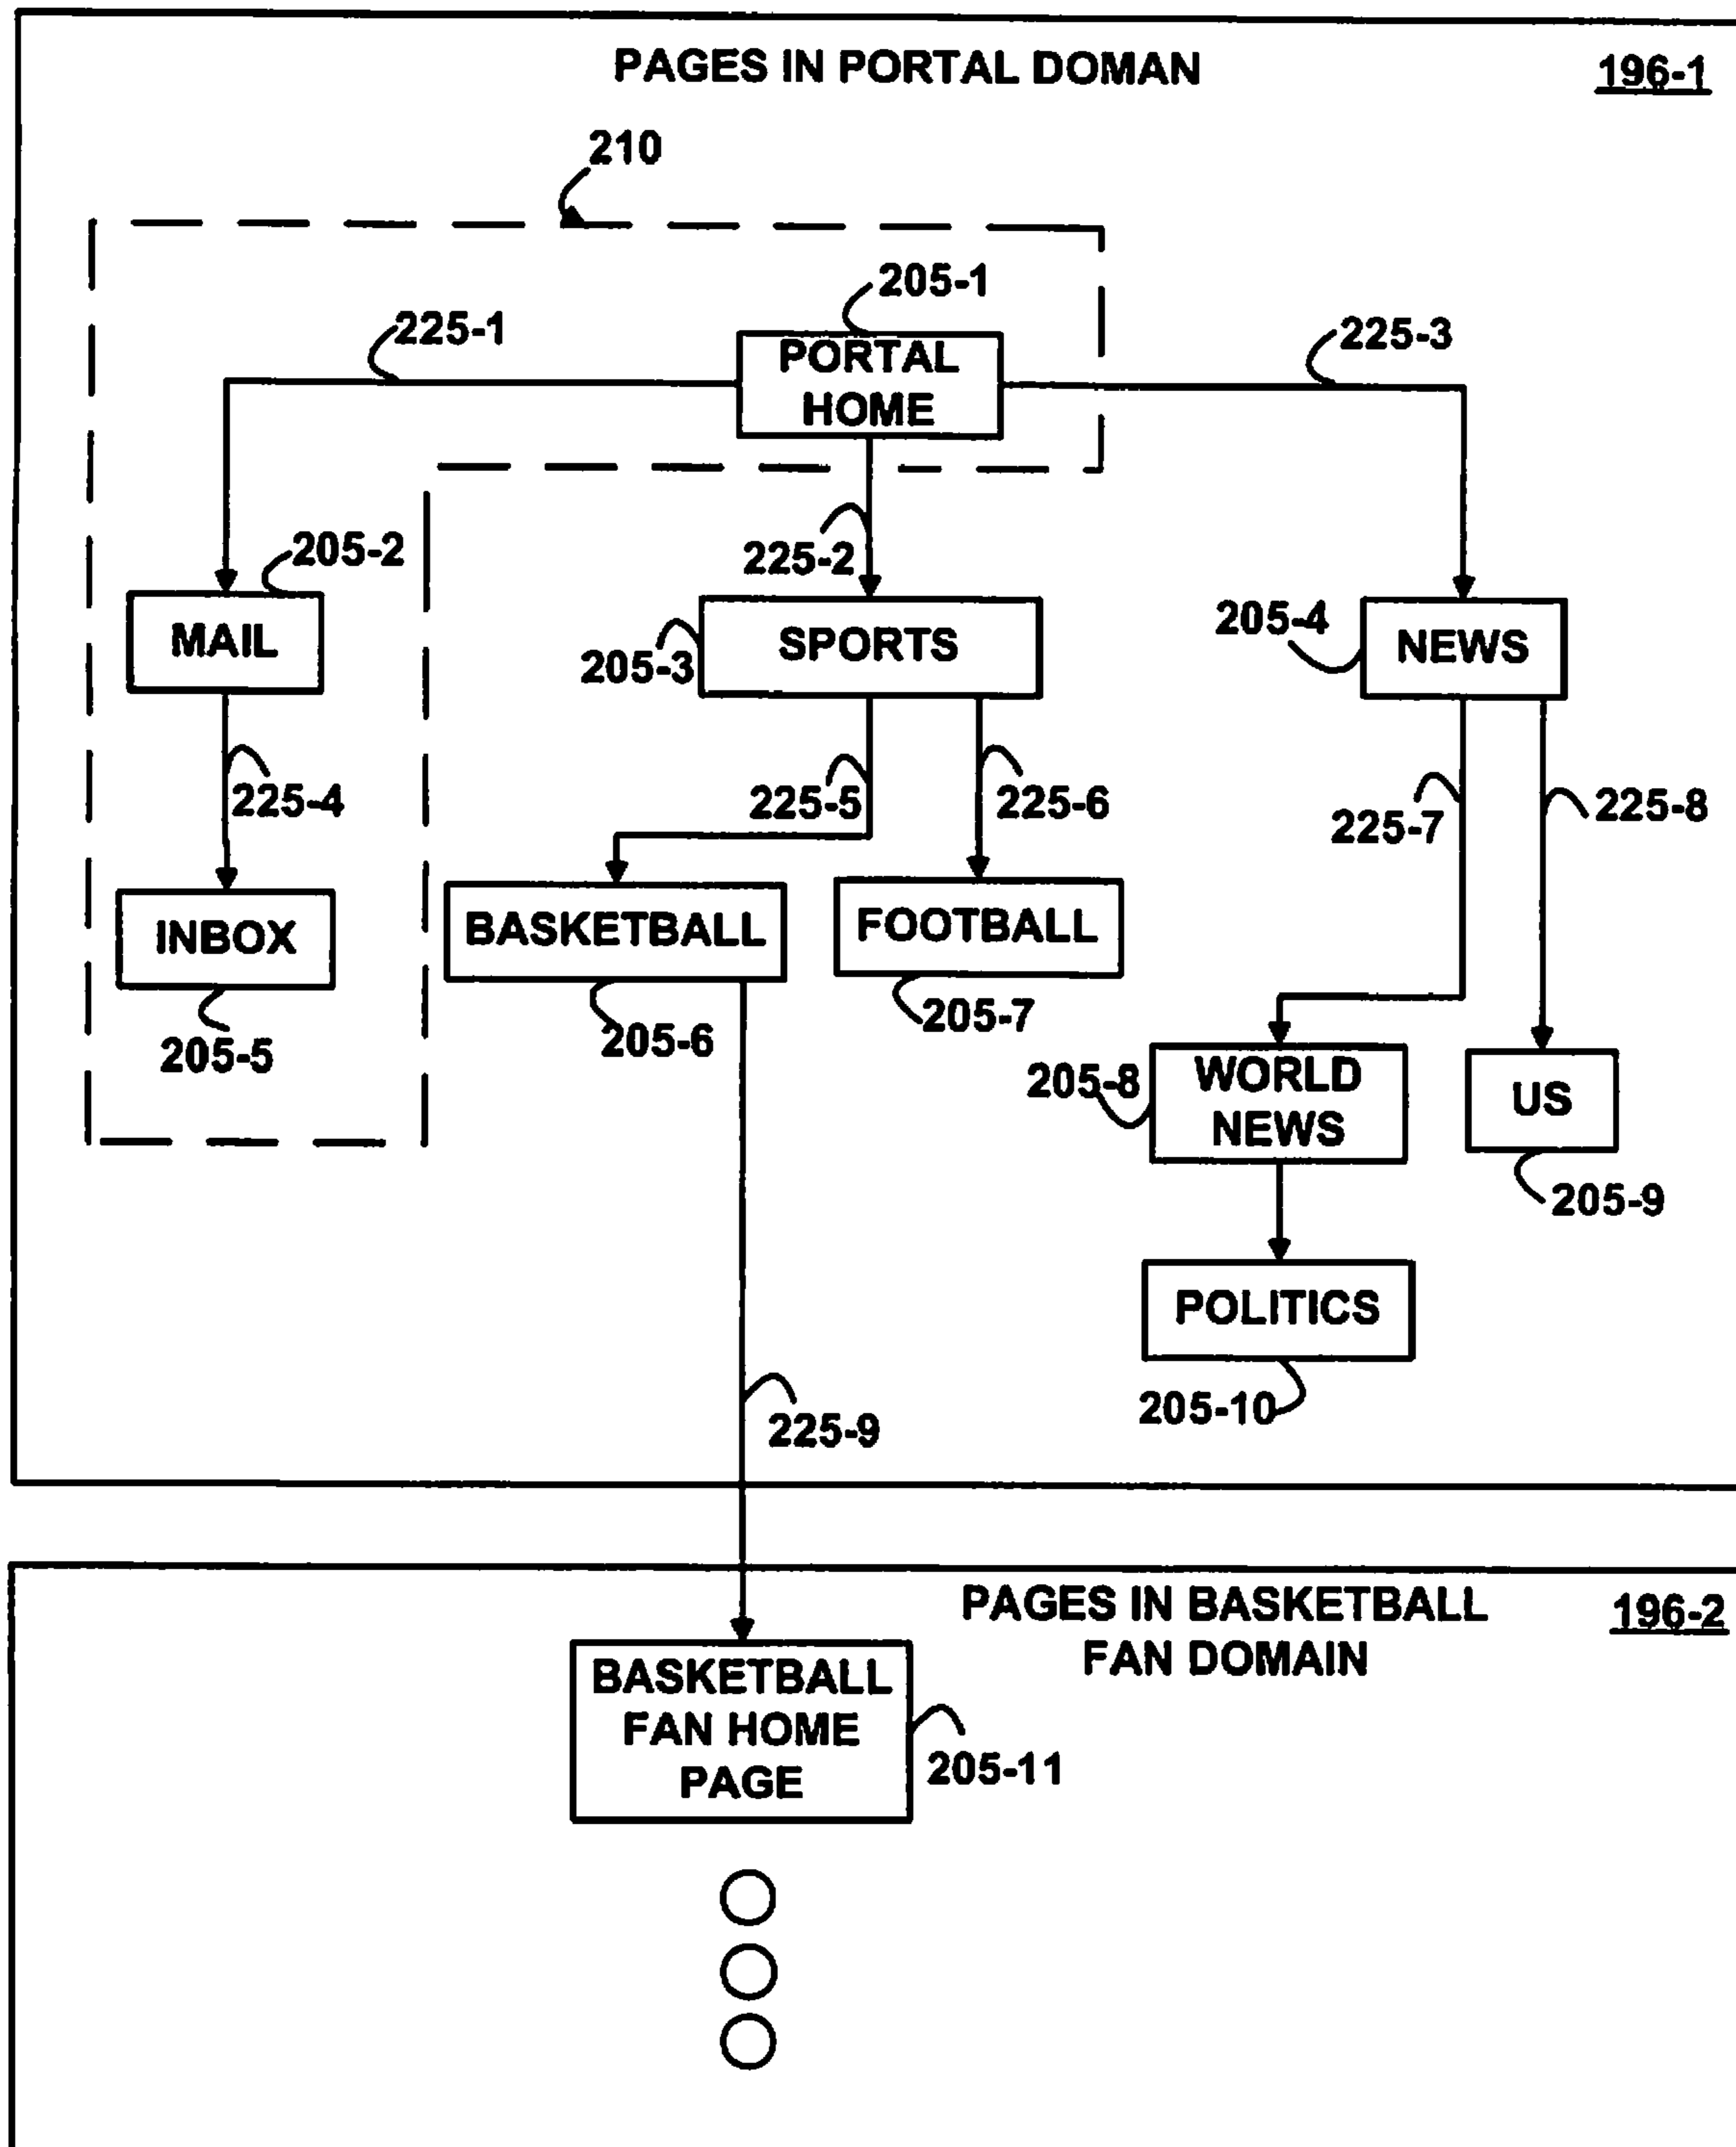 PAGES IN PORTAL DOMAN
196-1
210
205-1
225-1
PORTAL
HOME
225-3
225-2
205-2
MAIL
205-3
SPORTS
205-4
NEWS
225-4
225-5
225-6
225-7
225-8
INBOX
205-5
BASKETBALL
205-6
FOOTBALL
205-7
205-8
WORLD
NEWS
US
205-9
POLITICS
205-10
225-9
PAGES IN BASKETBALL
FAN DOMAIN
196-2
BASKETBALL
FAN HOME
PAGE
205-11